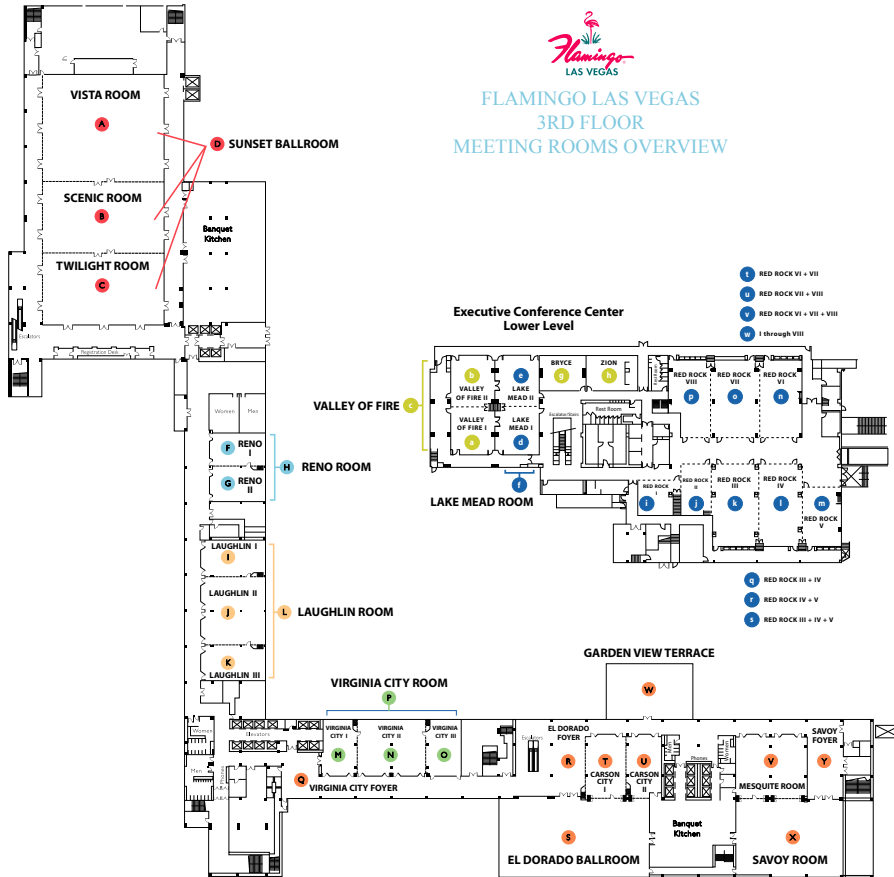 Flamingo
LAS VEGAS
FLAMINGO LAS VEGAS
3RD FLOOR
MEETING ROOMS OVERVIEW
VISTA ROOM
A
D SUNSET BALLROOM
SCENIC ROOM
B
Banquet
Kitchen
TWILIGHT ROOM
C
Escalators
Registration Desk
t RED ROCK VI + VII
u RED ROCK VII + VIII
v RED ROCK VI + VII + VIII
w I through VIII
Executive Conference Center
Lower Level
VALLEY OF FIRE c
b
VALLEY
OF FIRE II
e
LAKE
MEAD II
BRYCE
g
ZION
h
Rest Room
RED ROCK
VIII
p
RED ROCK
VII
o
RED ROCK
VI
n
VALLEY
OF FIRE I
a
LAKE
MEAD I
d
Escalator/Stairs
Rest Room
f
LAKE MEAD ROOM
RED ROCK
I
i
RED ROCK
II
j
RED ROCK
III
k
RED ROCK
IV
l
m
RED ROCK
V
q RED ROCK III + IV
r RED ROCK IV + V
s RED ROCK III + IV + V
Women
Men
F RENO
I
H RENO ROOM
G RENO
II
LAUGHLIN I
I
LAUGHLIN II
J
L LAUGHLIN ROOM
K
LAUGHLIN III
GARDEN VIEW TERRACE
W
VIRGINIA CITY ROOM
P
Women
Elevators
Men
Phones
VIRGINIA
CITY I
M
VIRGINIA
CITY II
N
VIRGINIA
CITY III
O
Q
VIRGINIA CITY FOYER
Escalators
EL DORADO
FOYER
R
T
CARSON
CITY
I
U
CARSON
CITY
II
Men
Phones
Women
V
MESQUITE ROOM
SAVOY
FOYER
Y
S
EL DORADO BALLROOM
Banquet
Kitchen
X
SAVOY ROOM